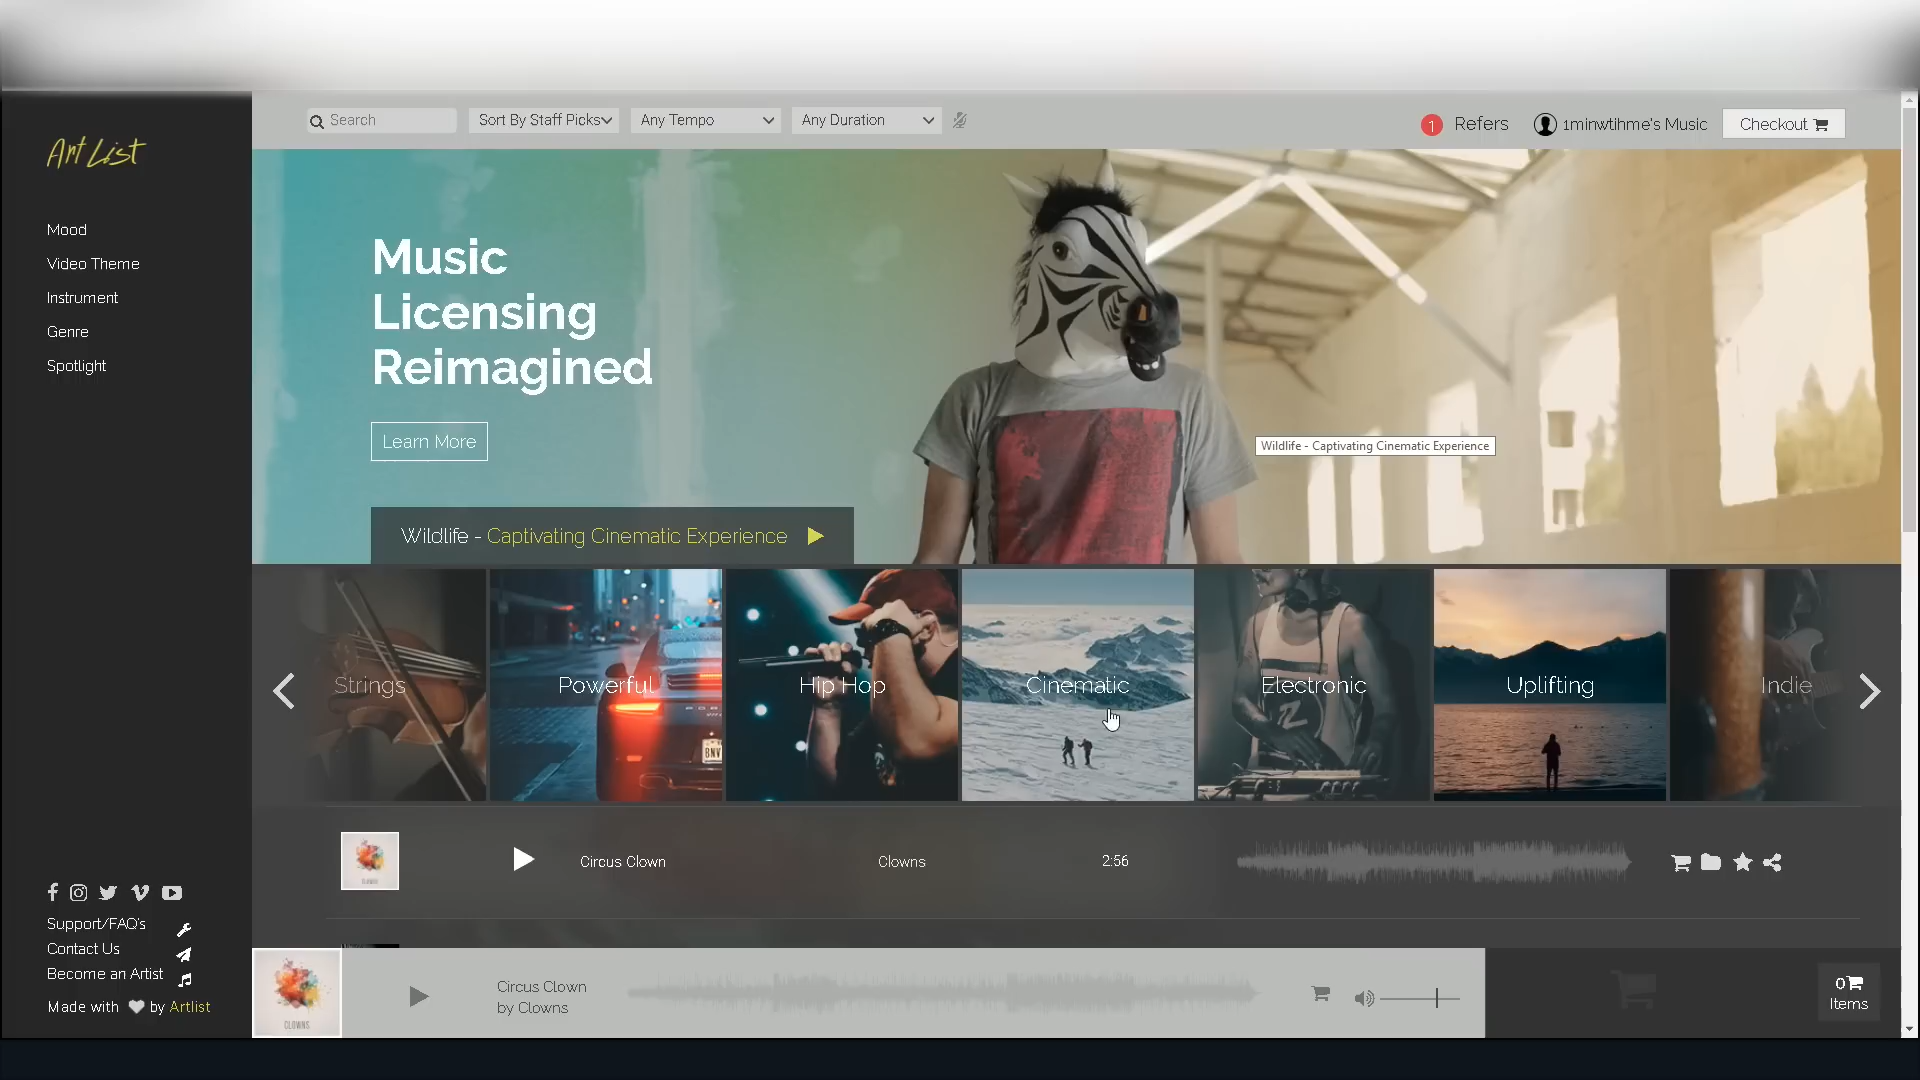 Art List
Search
Sort By Staff Picks
Any Tempo
Any Duration
1
Refers
1minwtihme's Music
Checkout
Mood
Video Theme
Instrument
Genre
Spotlight
Music
Licensing
Reimagined
Learn More
Wildlife - Captivating Cinematic Experience
Wildlife - Captivating Cinematic Experience
Strings
Powerful
Hip Hop
Cinematic
Electronic
Uplifting
Indie
Circus Clown
Clowns
2:56
Support/FAQ's
Contact Us
Become an Artist
Made with by Artlist
CLOWNS
Circus Clown
by Clowns
0
Items